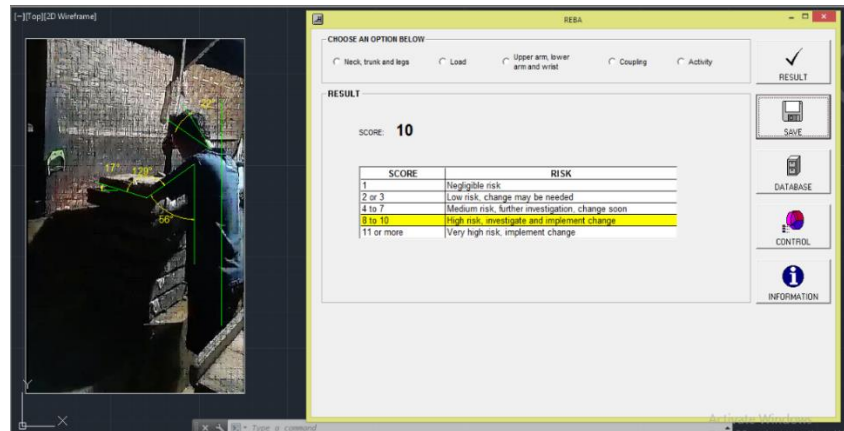 [-][Top][2D Wireframe]
REBA
CHOOSE AN OPTION BELOW
Neck, trunk and legs
Load
Upper arm, lower
arm and wrist
Coupling
Activity
RESULT
RESULT
SCORE: 10
SAVE
SCORE RISK
1 Negligible risk
2 or 3 Low risk, change may be needed
4 to 7 Medium risk, further investigation, change soon
8 to 10 High risk, investigate and implement change
11 or more Very high risk, implement change
DATABASE
CONTROL
INFORMATION
17°
129°
56°
Y
X
Type a command
Activate Windows